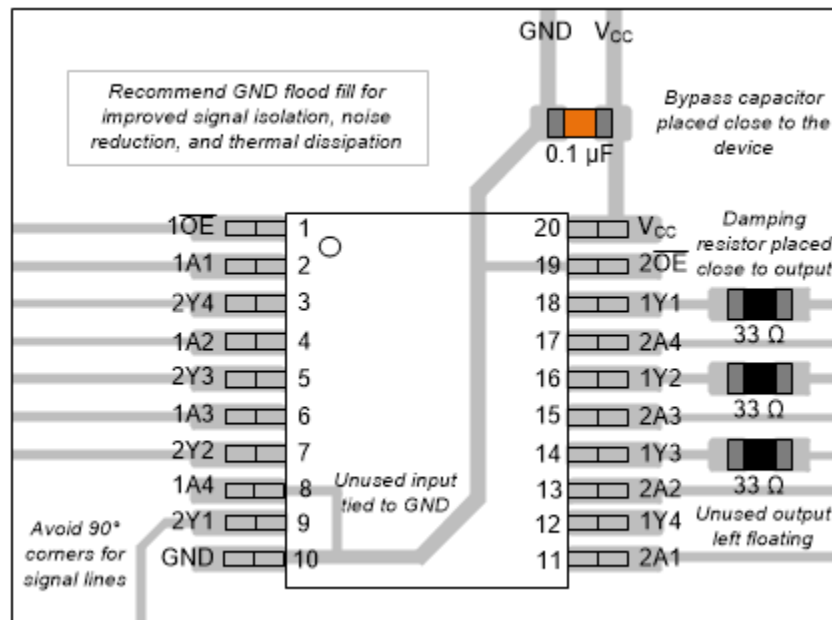 GND VCC
Recommend GND flood fill for
improved signal isolation, noise
reduction, and thermal dissipation
Bypass capacitor
placed close to the
device
0.1 µF
1O̅E̅ 1
1A1 2
2Y4 3
1A2 4
2Y3 5
1A3 6
2Y2 7
1A4 8
2Y1 9
GND 10
20 VCC
19 2O̅E̅
18 1Y1
17 2A4
16 1Y2
15 2A3
14 1Y3
13 2A2
12 1Y4
11 2A1
Damping
resistor placed
close to output
33 Ω
33 Ω
33 Ω
Unused input
tied to GND
Unused output
left floating
Avoid 90°
corners for
signal lines